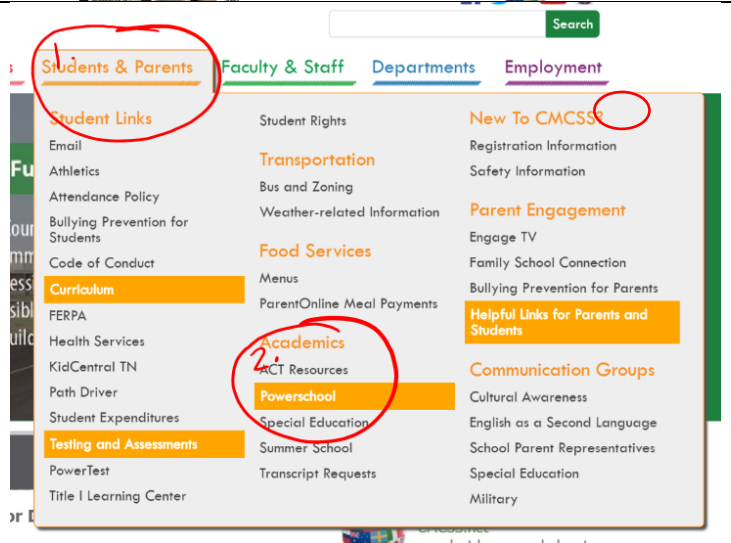 Search
s
Students & Parents
Faculty & Staff
Departments
Employment
1.
Student Links
Email
Athletics
Attendance Policy
Bullying Prevention for
Students
Code of Conduct
Curriculum
FERPA
Health Services
KidCentral TN
Path Driver
Student Expenditures
Testing and Assessments
PowerTest
Title I Learning Center
Student Rights
Transportation
Bus and Zoning
Weather-related Information
Food Services
Menus
ParentOnline Meal Payments
Academics
2.
ACT Resources
Powerschool
Special Education
Summer School
Transcript Requests
New To CMCSS?
Registration Information
Safety Information
Parent Engagement
Engage TV
Family School Connection
Bullying Prevention for Parents
Helpful Links for Parents and
Students
Communication Groups
Cultural Awareness
English as a Second Language
School Parent Representatives
Special Education
Military
Fu